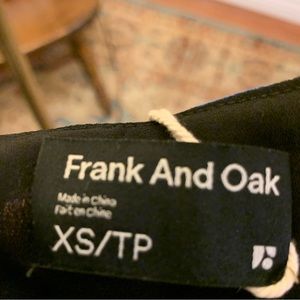 Frank And Oak
Made in China
Fait en Chine
XS/TP